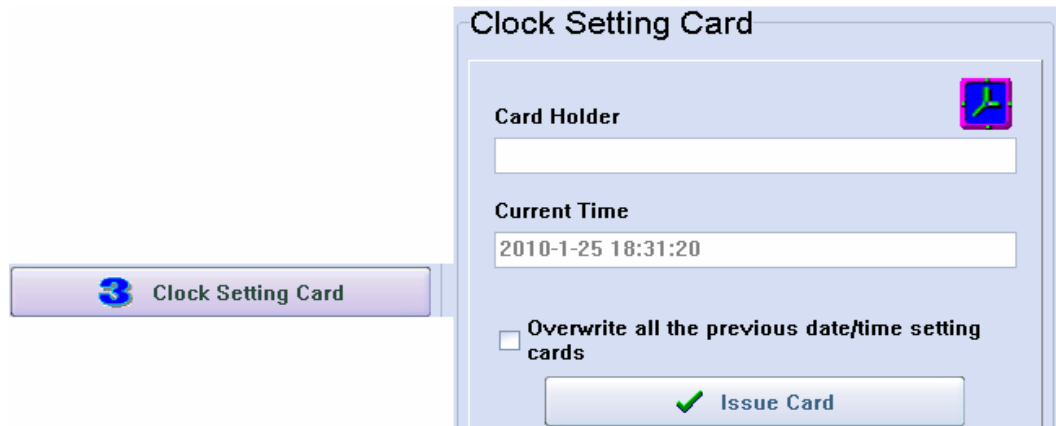 Clock Setting Card
Card Holder
Current Time
2010-1-25 18:31:20
3 Clock Setting Card
Overwrite all the previous date/time setting
cards
Issue Card